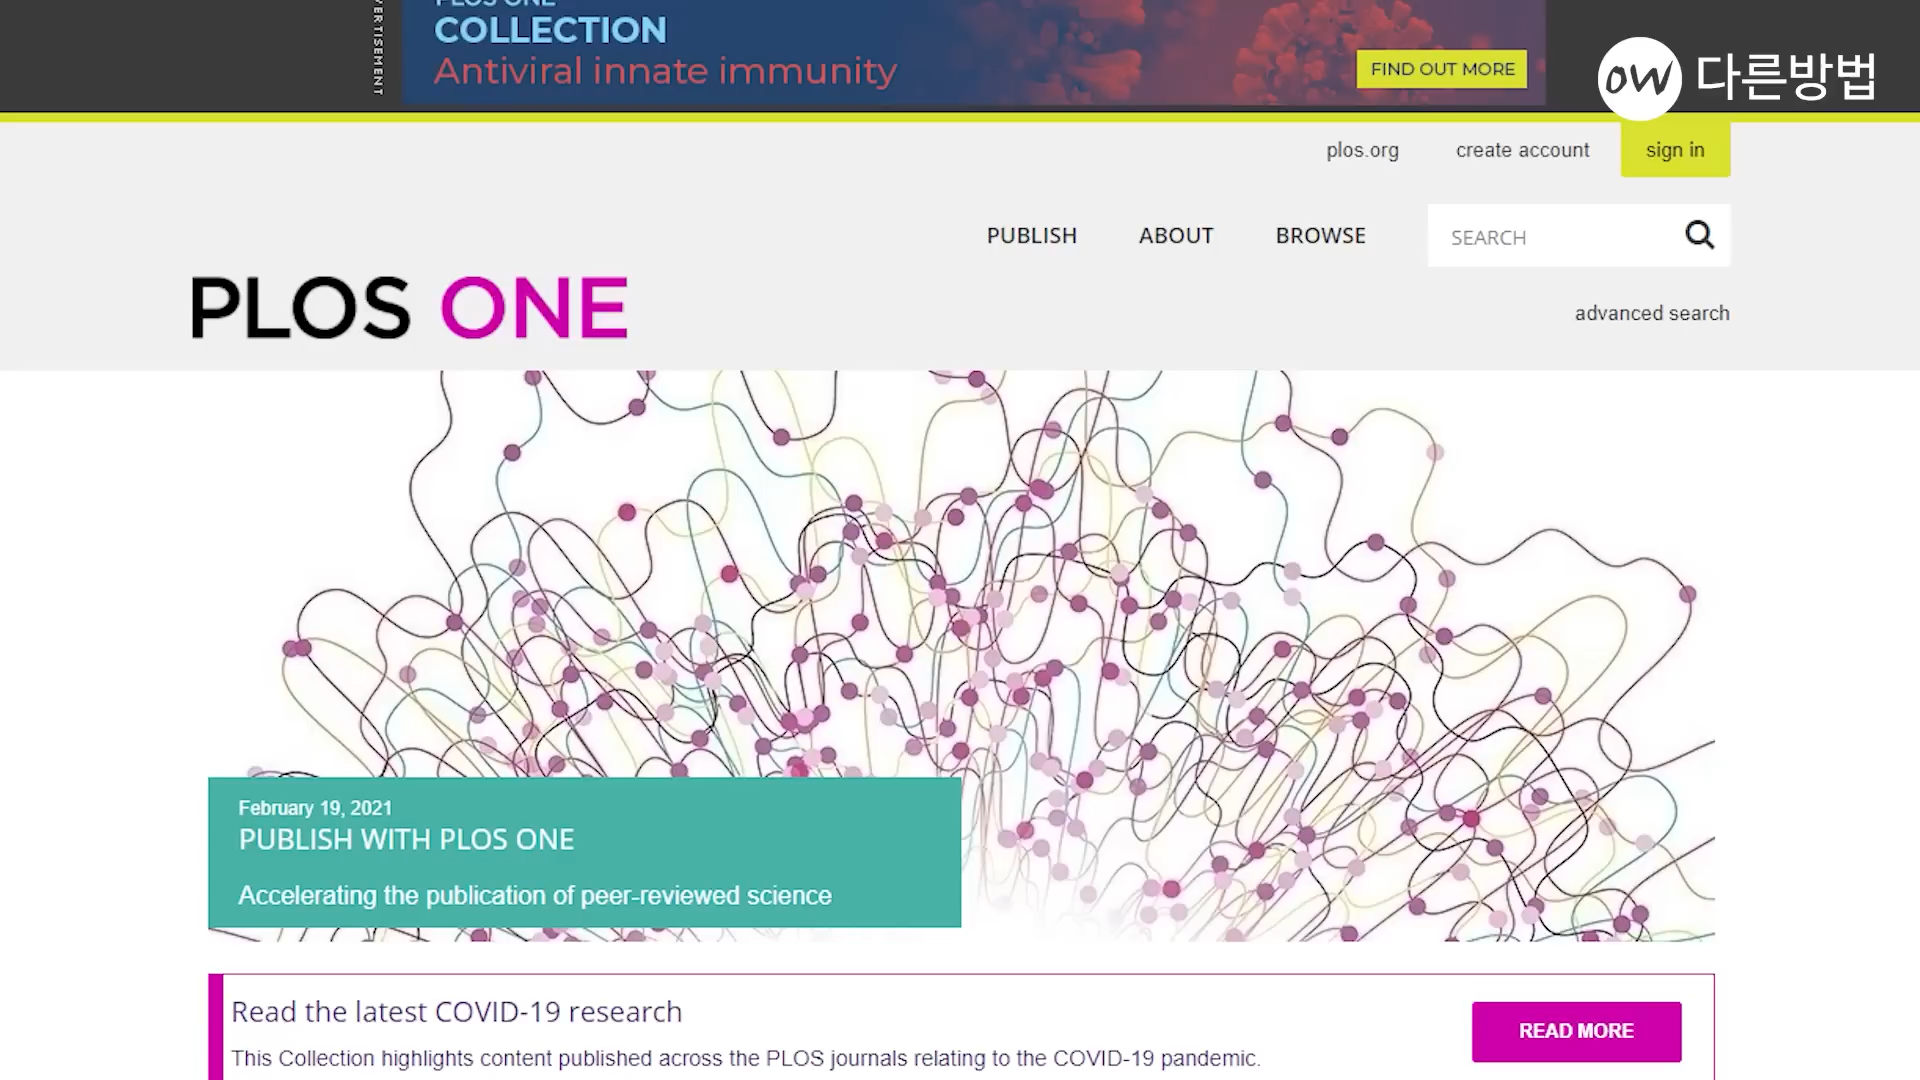 PLOS ONE
COLLECTION
Antiviral innate immunity
FIND OUT MORE
ow 다른방법
plos.org
create account
sign in
PUBLISH
ABOUT
BROWSE
SEARCH
PLOS ONE
advanced search
February 19, 2021
PUBLISH WITH PLOS ONE
Accelerating the publication of peer-reviewed science
Read the latest COVID-19 research
READ MORE
This Collection highlights content published across the PLOS journals relating to the COVID-19 pandemic.